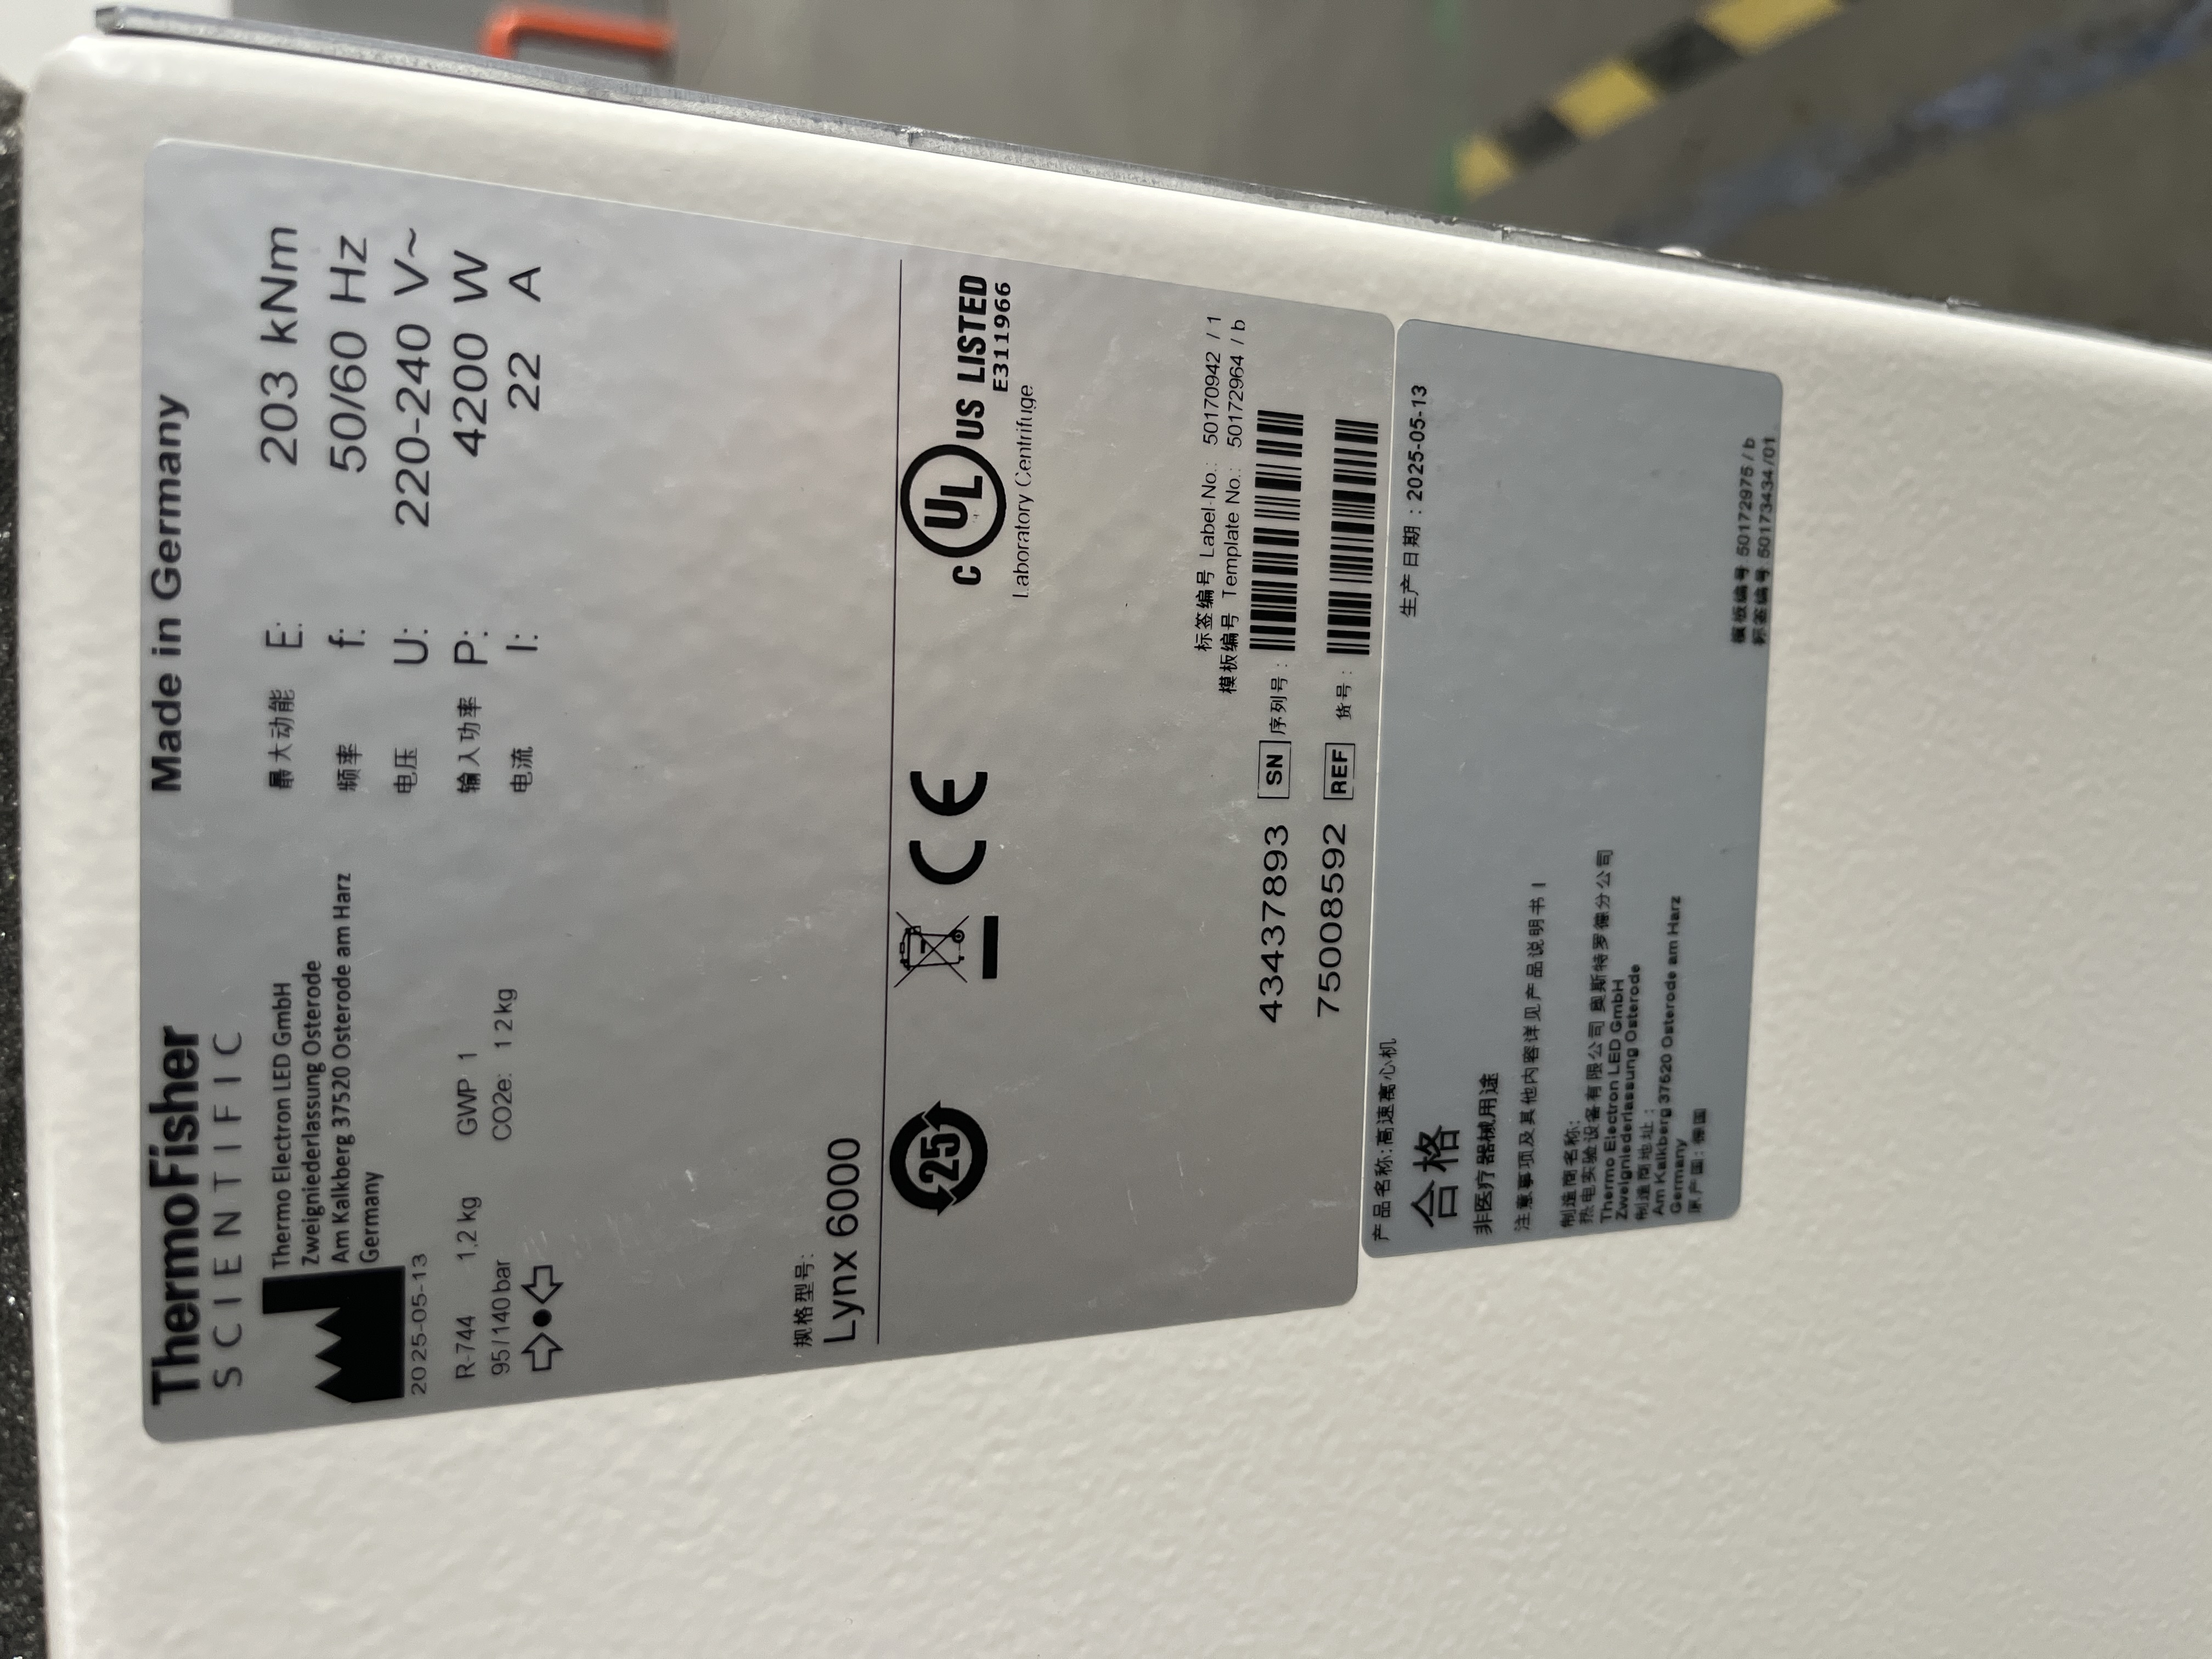 ThermoFisher
SCIENTIFIC
Made in Germany
Thermo Electron LED GmbH
Zweigniederlassung Osterode
Am Kalkberg 37520 Osterode am Harz
Germany
2025-05-13
最大动能 E: 203 kNm
频率 f: 50/60 Hz
电压 U: 220-240 V~
输入功率 P: 4200 W
电流 I: 22 A
R-744 1,2 kg GWP 1
95/140 bar CO2e: 1.2 kg
规格型号:
Lynx 6000
25
CE
C UL US LISTED
E311966
Laboratory Centrifuge
标签编号 Label-No.: 50170942 / 1
模板编号 Template No.: 50172964 / b
43437893 SN 序列号:
75008592 REF 货号:
产品名称:高速离心机
生产日期:2025-05-13
合格
非医疗器械用途
注意事项及其他内容详见产品说明书 I
制造商名称:
热电实验设备有限公司 奥斯特罗德分公司
Thermo Electron LED GmbH
Zweigniederlassung Osterode
制造商地址:
Am Kalkberg 37520 Osterode am Harz
Germany
原产国:德国
模板编号 50172975 / b
标签编号 50173434 /01